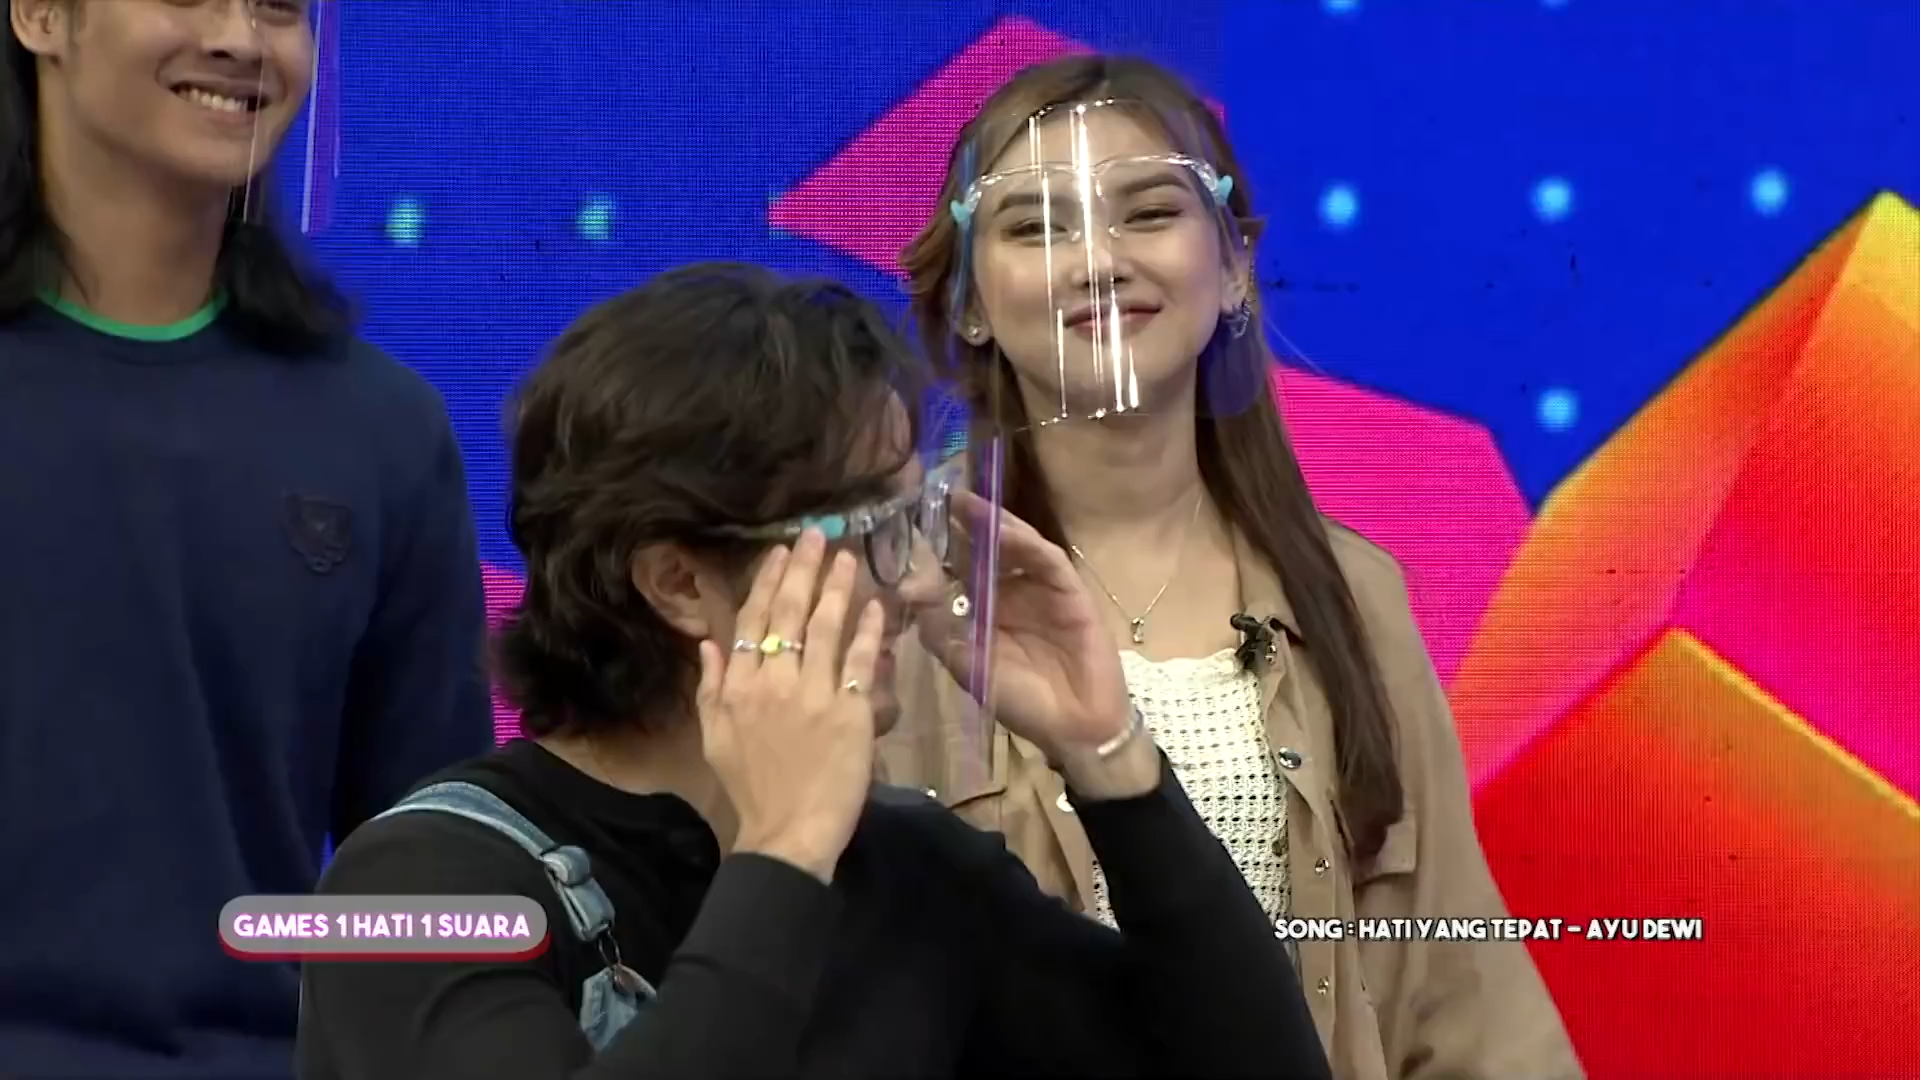 GAMES 1 HATI 1 SUARA
SONG : HATI YANG TEPAT - AYU DEWI